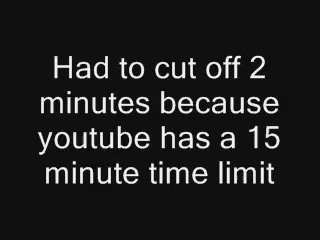 Had to cut off 2
minutes because
youtube has a 15
minute time limit